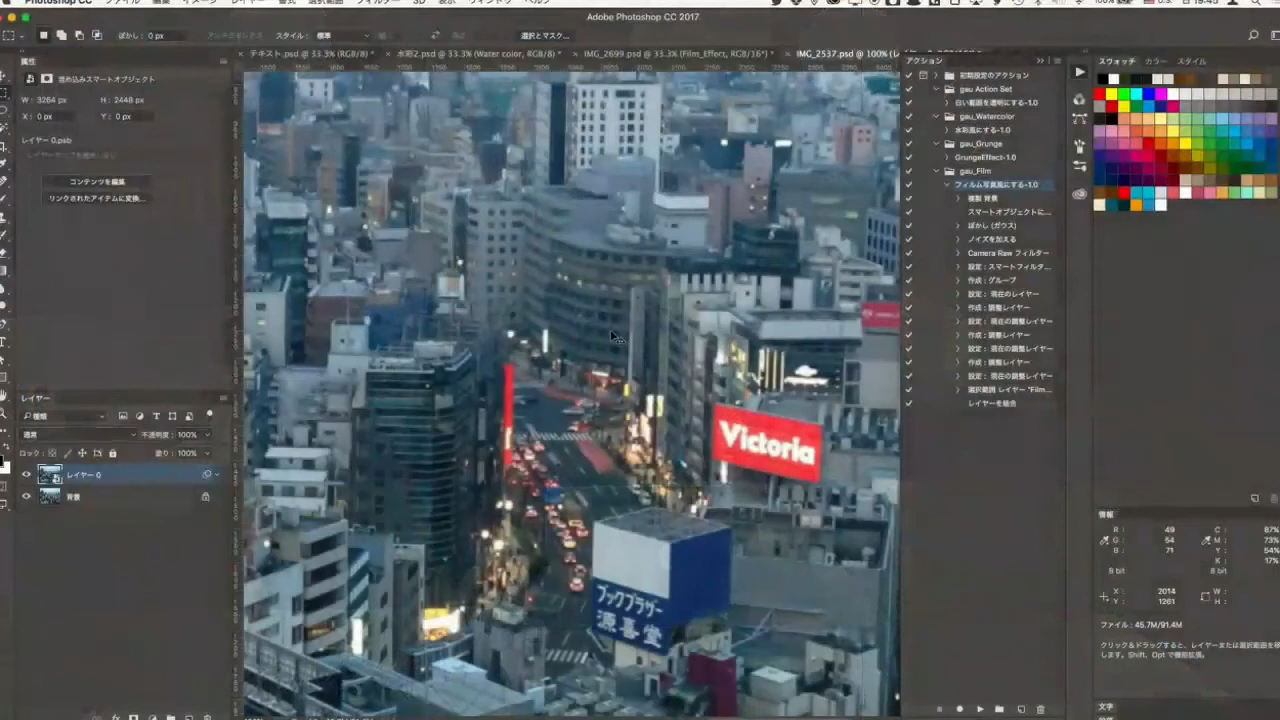 Photoshop CC
Adobe Photoshop CC 2017
ぼかし: 0 px
スタイル: 標準
選択とマスク...
テキスト.psd @ 33.3% (RGB/8) *
水彩2.psd @ 33.3% (Water color, RGB/8) *
IMG_2699.psd @ 33.3% (Film_Effect, RGB/16*) *
IMG_2537.psd @ 100% (レ
属性
埋め込みスマートオブジェクト
W: 3264 px H: 2448 px
X: 0 px Y: 0 px
レイヤー 0.psb
コンテンツを編集
リンクされたアイテムに変換...
レイヤー
種類
通常 不透明度: 100%
ロック: 塗り: 100%
レイヤー 0
背景
Victoria
ブックブラザー
源喜堂
アクション
初期設定のアクション
gau Action Set
白い範囲を透明にする-1.0
gau_Watercolor
水彩風にする-1.0
gau_Grunge
GrungeEffect-1.0
gau_Film
フィルム写真風にする-1.0
複製 背景
スマートオブジェクトに...
ぼかし (ガウス)
ノイズを加える
Camera Raw フィルター
設定: スマートフィルタ...
作成: グループ
設定: 現在のレイヤー
作成: 調整レイヤー
設定: 現在の調整レイヤー
作成: 調整レイヤー
設定: 現在の調整レイヤー
作成: 調整レイヤー
設定: 現在の調整レイヤー
選択範囲 レイヤー "Film...
レイヤーを結合
スウォッチ カラー スタイル
情報
R: 49 C: 87%
G: 54 M: 73%
B: 71 Y: 54%
K: 17%
8 bit 8 bit
X: 2014 W:
Y: 1261 H:
ファイル: 45.7M/91.4M
クリック＆ドラッグすると、レイヤーまたは選択範囲を移
します。Shift、Opt で機能拡張。
文字